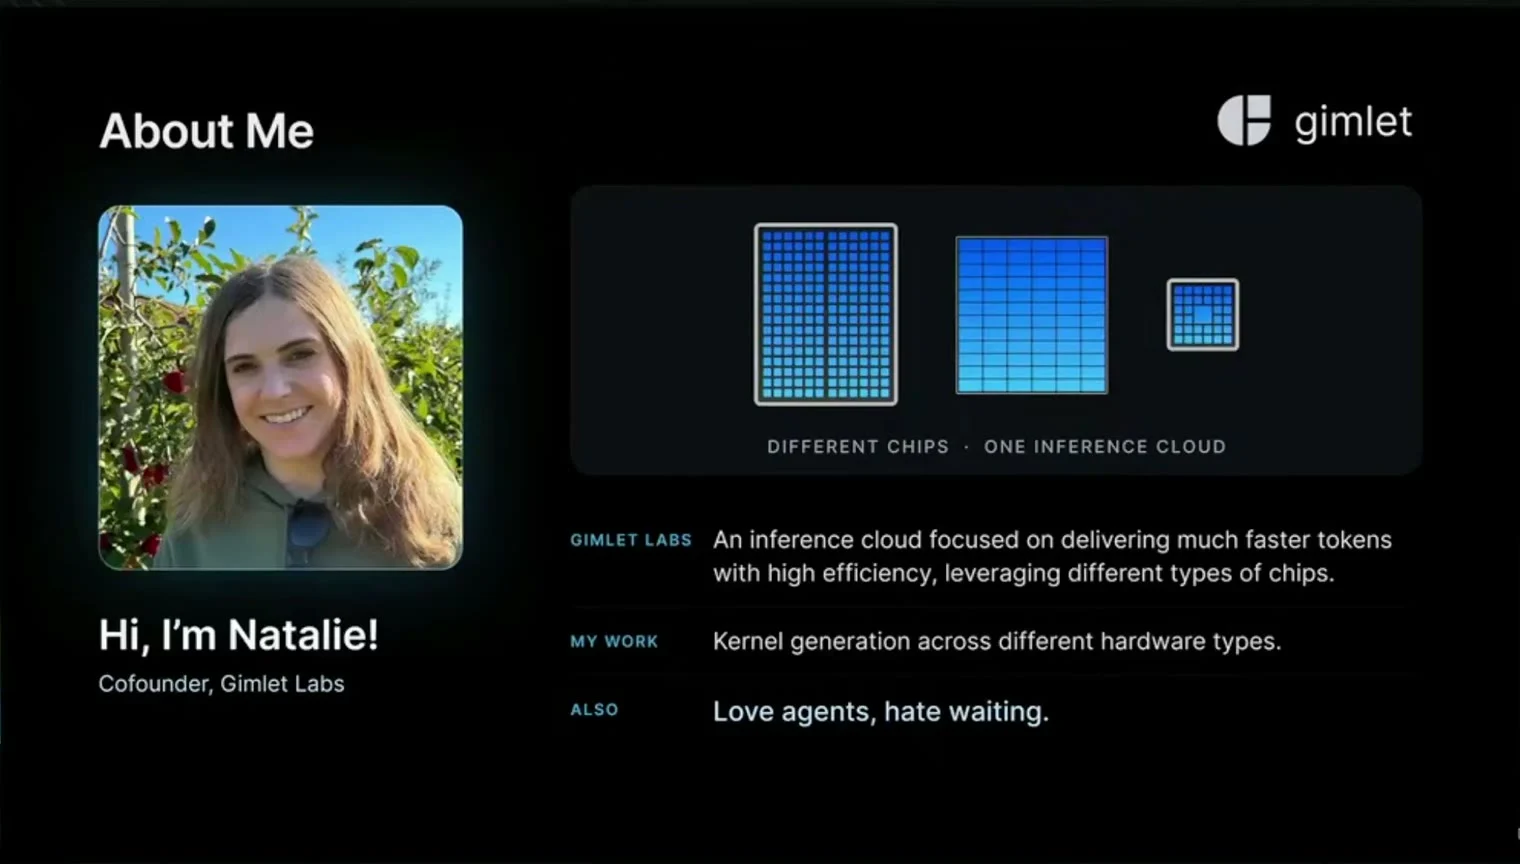 About Me
gimlet
DIFFERENT CHIPS · ONE INFERENCE CLOUD
GIMLET LABS An inference cloud focused on delivering much faster tokens
with high efficiency, leveraging different types of chips.
MY WORK Kernel generation across different hardware types.
ALSO Love agents, hate waiting.
Hi, I’m Natalie!
Cofounder, Gimlet Labs